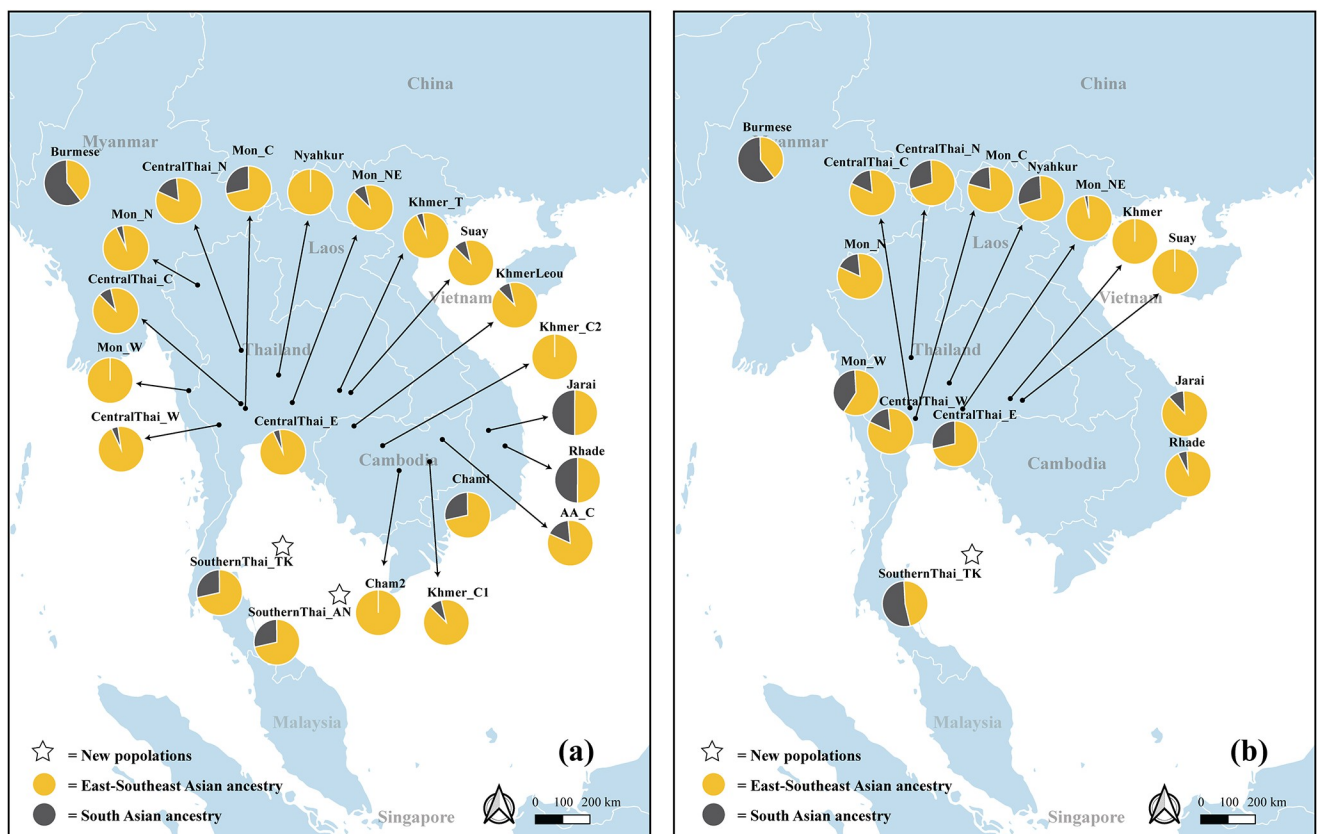 China
Myanmar
Burmese
CentralThai_N
Mon_C
Nyahkur
Mon_NE
Khmer_T
Mon_N
Laos
Suay
CentralThai_C
KhmerLeou
Vietnam
Khmer_C2
Mon_W
Thailand
Jarai
CentralThai_W
CentralThai_E
Cambodia
Rhade
Cham1
AA_C
SouthernThai_TK
Cham2
Khmer_C1
SouthernThai_AN
Malaysia
= New popolations
(a)
= East-Southeast Asian ancestry
= South Asian ancestry
0 100 200 km
Singapore
China
Burmese
Myanmar
CentralThai_C
CentralThai_N
Mon_C
Nyahkur
Mon_NE
Khmer
Suay
Mon_N
Laos
Vietnam
Thailand
Mon_W
CentralThai_W
CentralThai_E
Jarai
Cambodia
Rhade
SouthernThai_TK
Malaysia
= New popolations
(b)
= East-Southeast Asian ancestry
= South Asian ancestry
0 100 200 km
Singapore